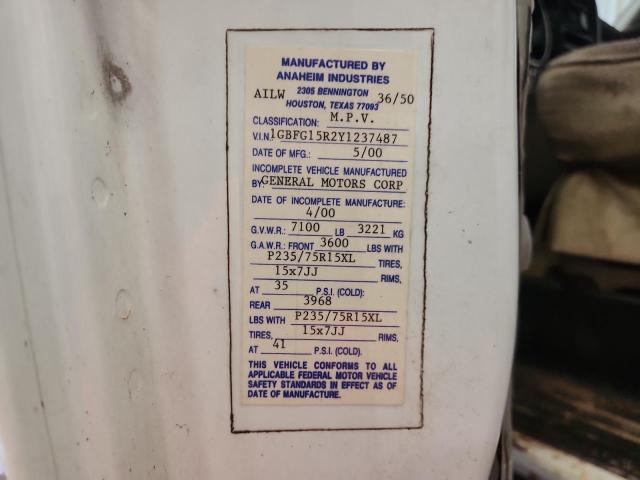 MANUFACTURED BY
ANAHEIM INDUSTRIES
2305 BENNINGTON
AILW 36/50
HOUSTON, TEXAS 77093
CLASSIFICATION: M.P.V.
V.I.N.: 1GBFG15R2Y1237487
DATE OF MFG.: 5/00
INCOMPLETE VEHICLE MANUFACTURED
BY: GENERAL MOTORS CORP
DATE OF INCOMPLETE MANUFACTURE:
4/00
G.V.W.R.: 7100 LB 3221 KG
G.A.W.R.: FRONT 3600 LBS WITH
P235/75R15XL TIRES,
15x7JJ RIMS,
AT 35 P.S.I. (COLD):
REAR 3968
LBS WITH P235/75R15XL
TIRES, 15x7JJ RIMS,
AT 41 P.S.I. (COLD).
THIS VEHICLE CONFORMS TO ALL
APPLICABLE FEDERAL MOTOR VEHICLE
SAFETY STANDARDS IN EFFECT AS OF
DATE OF MANUFACTURE.